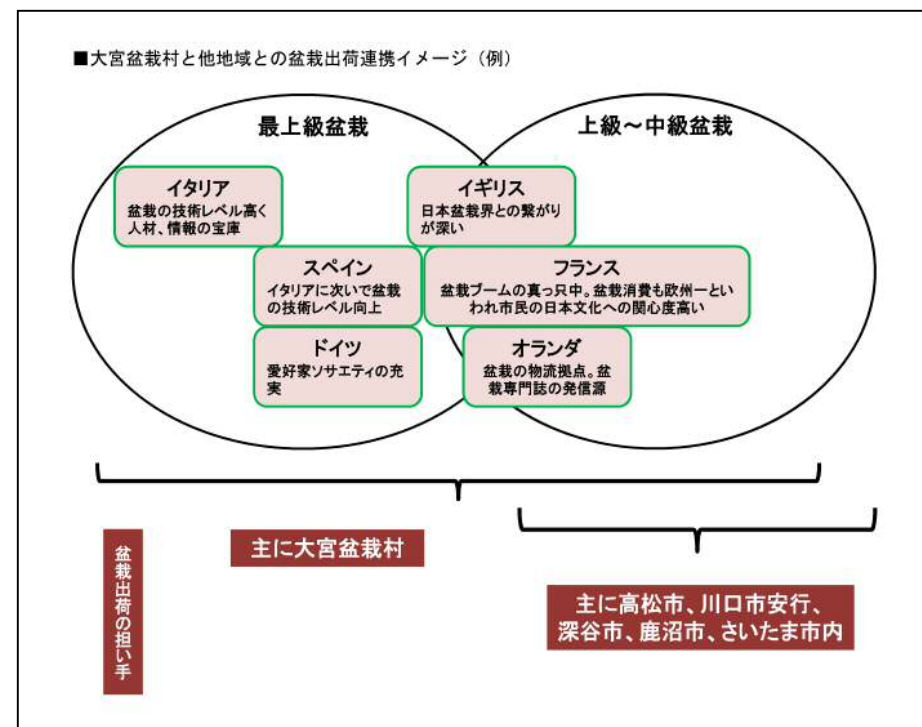 ■大宮盆栽村と他地域との盆栽出荷連携イメージ（例）
最上級盆栽
上級～中級盆栽
イタリア
盆栽の技術レベル高く
人材、情報の宝庫
イギリス
日本盆栽界との繋がり
が深い
スペイン
イタリアに次いで盆栽
の技術レベル向上
フランス
盆栽ブームの真っ只中。盆栽消費も欧州一とい
われ市民の日本文化への関心度高い
ドイツ
愛好家ソサエティの充
実
オランダ
盆栽の物流拠点。盆
栽専門誌の発信源
盆栽出荷の担い手
主に大宮盆栽村
主に高松市、川口市安行、
深谷市、鹿沼市、さいたま市内